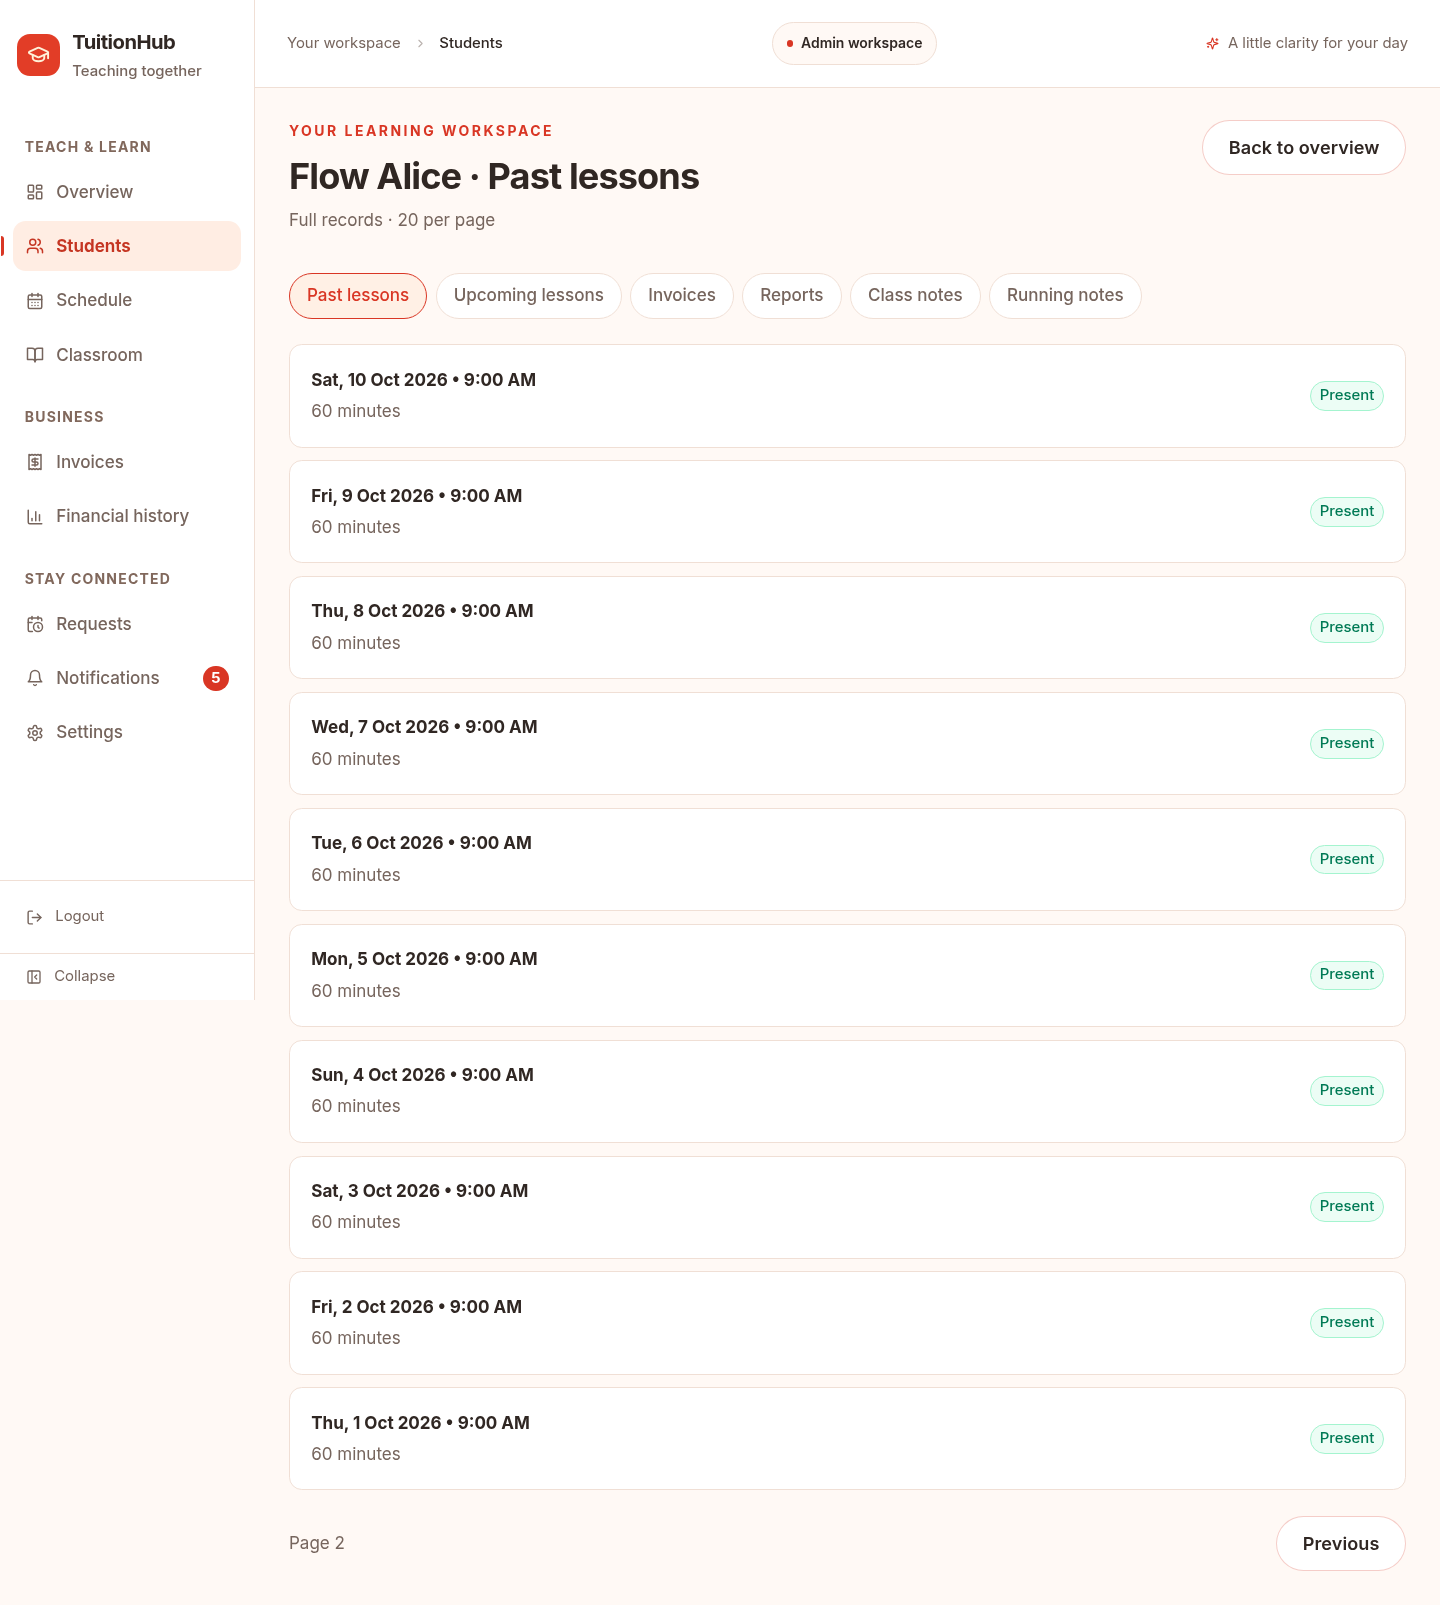 TuitionHub
Teaching together
TEACH & LEARN
Overview
Students
Schedule
Classroom
BUSINESS
Invoices
Financial history
STAY CONNECTED
Requests
Notifications 5
Settings
Logout
Collapse
Your workspace › Students
Admin workspace
A little clarity for your day
YOUR LEARNING WORKSPACE
Flow Alice · Past lessons
Full records · 20 per page
Back to overview
Past lessons Upcoming lessons Invoices Reports Class notes Running notes
Sat, 10 Oct 2026 • 9:00 AM
60 minutes
Present
Fri, 9 Oct 2026 • 9:00 AM
60 minutes
Present
Thu, 8 Oct 2026 • 9:00 AM
60 minutes
Present
Wed, 7 Oct 2026 • 9:00 AM
60 minutes
Present
Tue, 6 Oct 2026 • 9:00 AM
60 minutes
Present
Mon, 5 Oct 2026 • 9:00 AM
60 minutes
Present
Sun, 4 Oct 2026 • 9:00 AM
60 minutes
Present
Sat, 3 Oct 2026 • 9:00 AM
60 minutes
Present
Fri, 2 Oct 2026 • 9:00 AM
60 minutes
Present
Thu, 1 Oct 2026 • 9:00 AM
60 minutes
Present
Page 2
Previous